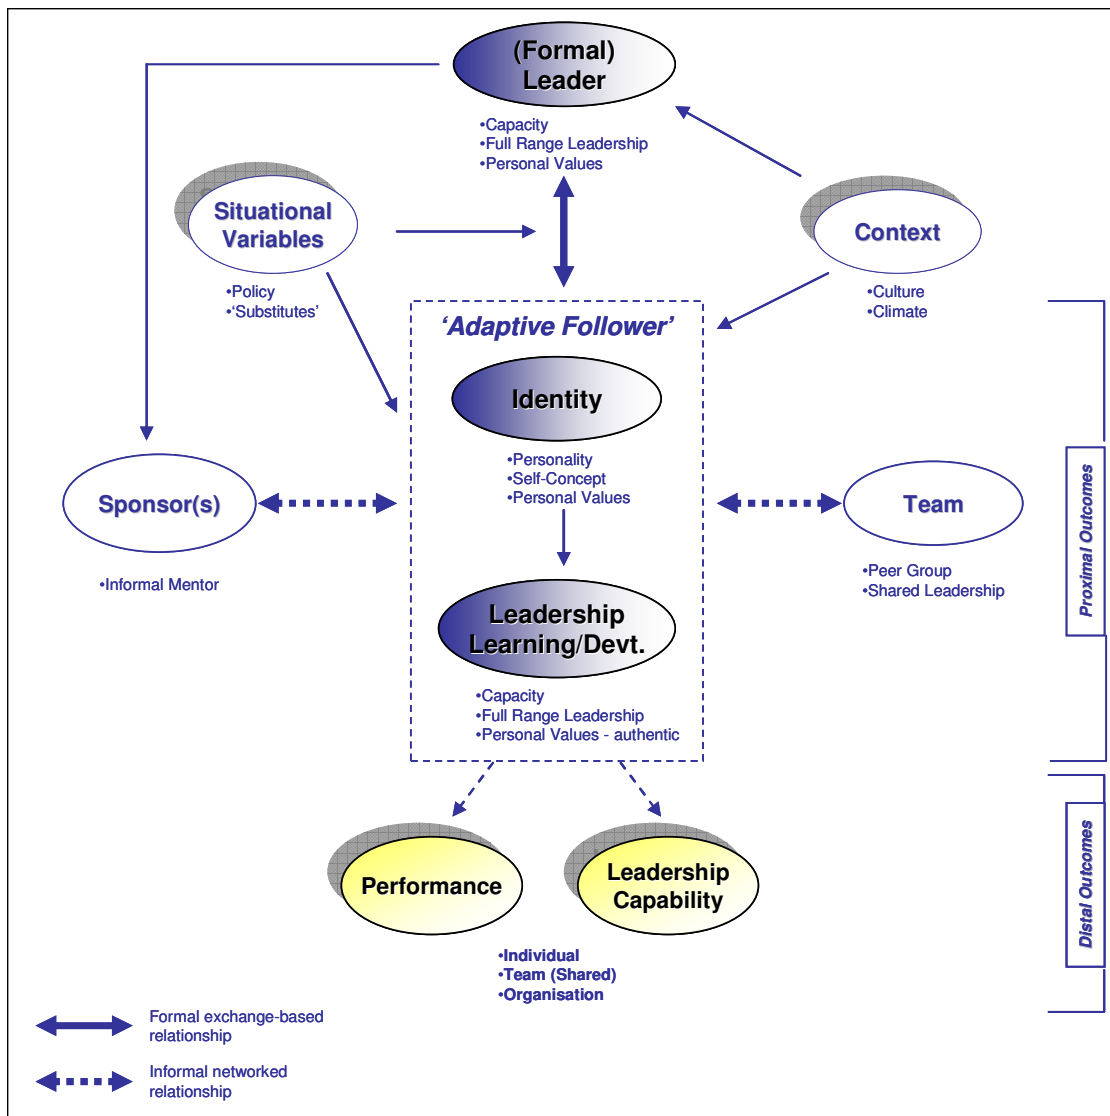 (Formal)
Leader
•Capacity
•Full Range Leadership
•Personal Values
Situational
Variables
•Policy
•‘Substitutes’
Context
•Culture
•Climate
‘Adaptive Follower’
Identity
•Personality
•Self-Concept
•Personal Values
Sponsor(s)
•Informal Mentor
Team
•Peer Group
•Shared Leadership
Leadership
Learning/Devt.
•Capacity
•Full Range Leadership
•Personal Values - authentic
Proximal Outcomes
Performance
Leadership
Capability
•Individual
•Team (Shared)
•Organisation
Distal Outcomes
Formal exchange-based
relationship
Informal networked
relationship